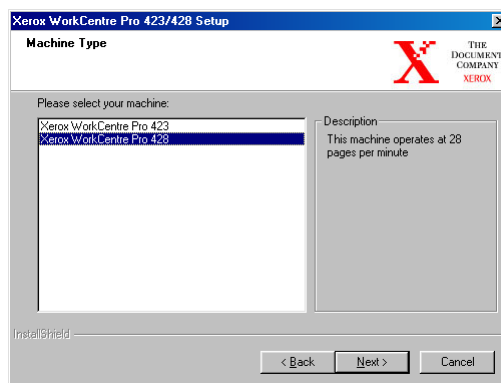 Xerox WorkCentre Pro 423/428 Setup
Machine Type
THE
DOCUMENT
COMPANY
XEROX
Please select your machine:
Xerox WorkCentre Pro 423
Xerox WorkCentre Pro 428
Description
This machine operates at 28
pages per minute
InstallShield
< Back
Next >
Cancel